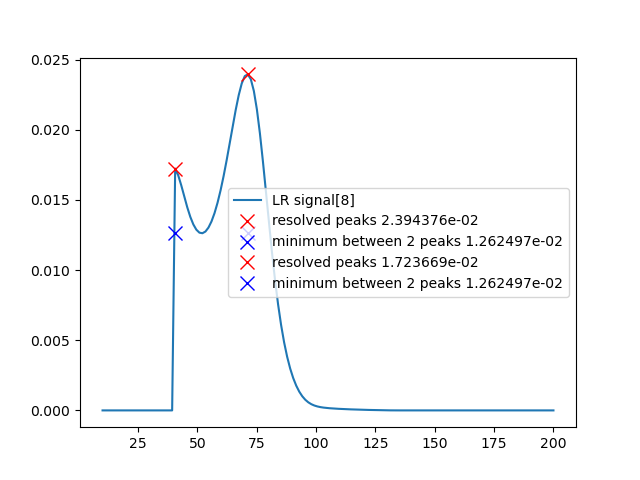 0.025
0.020
0.015
0.010
0.005
0.000
LR signal[8]
resolved peaks 2.394376e-02
minimum between 2 peaks 1.262497e-02
resolved peaks 1.723669e-02
minimum between 2 peaks 1.262497e-02
25 50 75 100 125 150 175 200